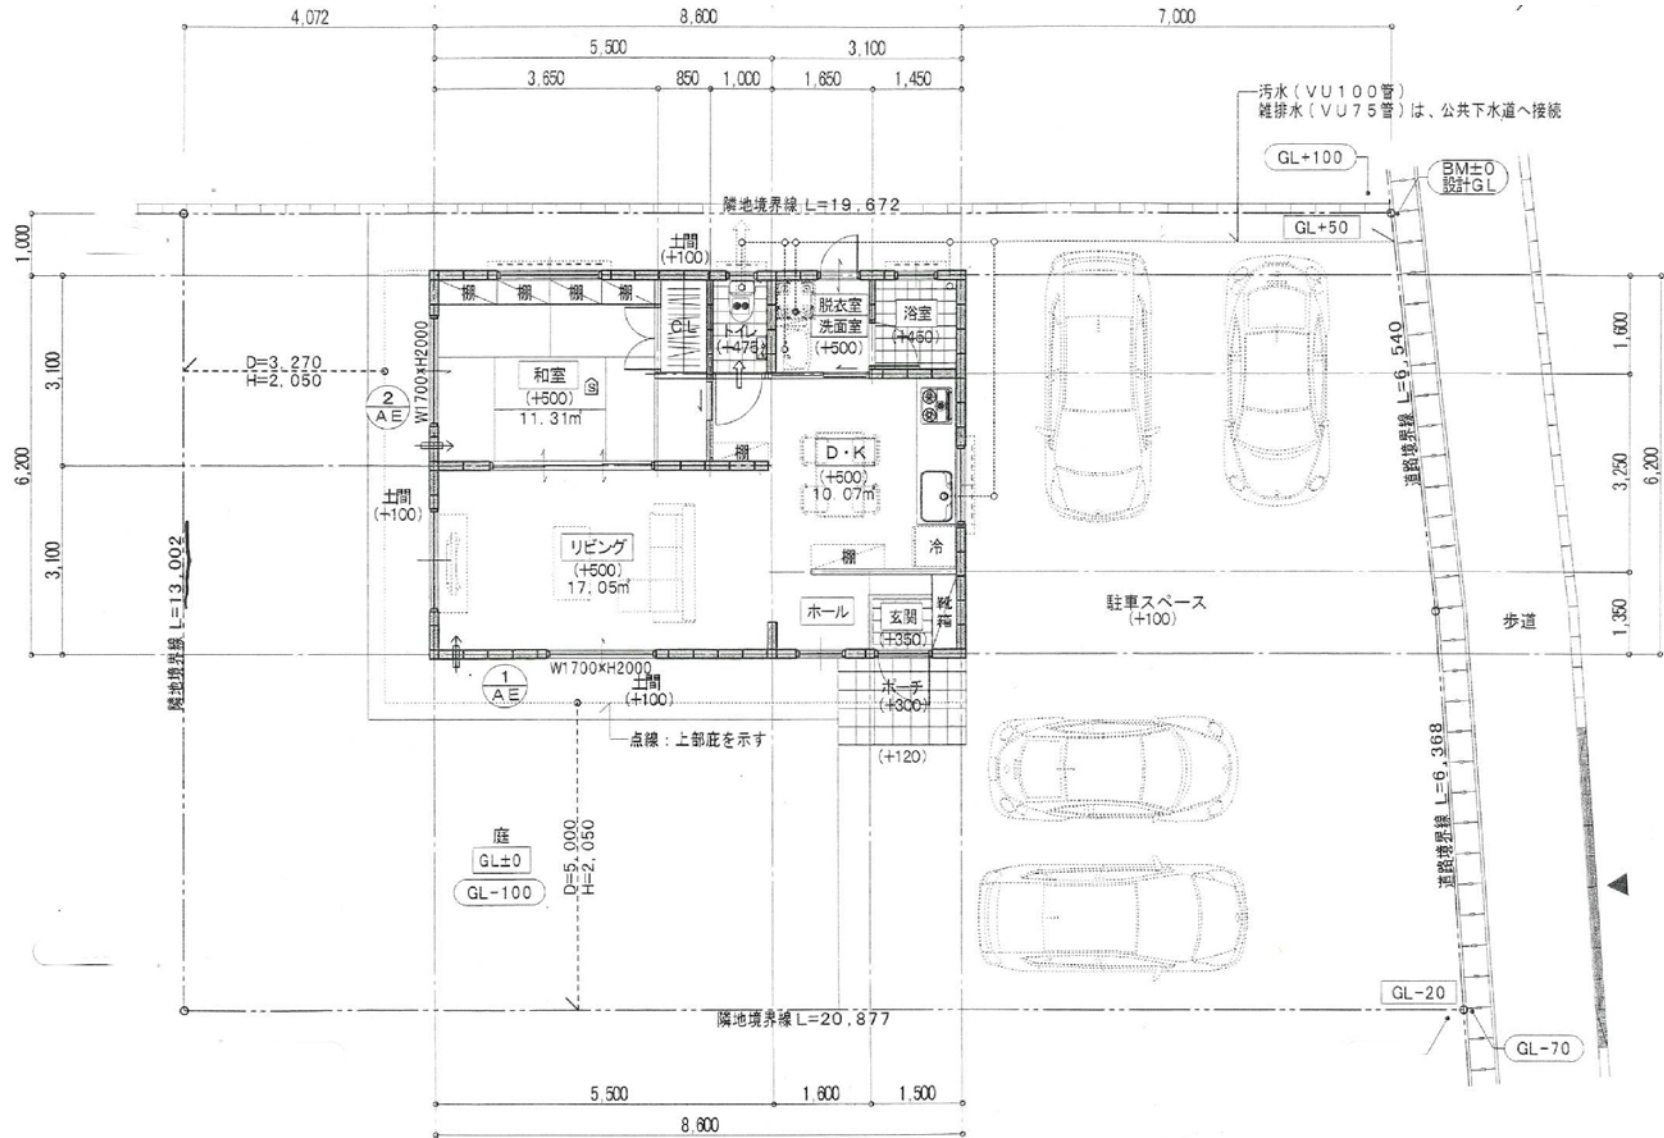 4,072
8,600
7,000
5,500
3,100
3,650
850
1,000
1,650
1,450
汚水(VU100管)
雑排水(VU75管)は、公共下水道へ接続
GL+100
BM±0
設計GL
隣地境界線 L=19.672
GL+50
1,000
土間
(+100)
棚
棚
棚
棚
CL
トイレ
(+475)
脱衣室
洗面室
(+500)
浴室
(+450)
3,100
6,200
D=3.270
H=2.050
2
AE
W1700×H2000
和室
(+500)
11.31㎡
S
棚
D・K
(+500)
10.07㎡
道路境界線 L=6,540
1,600
3,250
6,200
土間
(+100)
3,100
隣地境界線 L=13.002
リビング
(+500)
17.05㎡
棚
冷
ホール
玄関
(+350)
靴箱
駐車スペース
(+100)
歩道
1,350
1
AE
W1700×H2000
土間
(+100)
ポーチ
(+300)
点線:上部庇を示す
(+120)
道路境界線 L=6,368
庭
GL±0
GL-100
D=5,000
H=2,050
GL-20
隣地境界線 L=20,877
GL-70
5,500
1,600
1,500
8,600